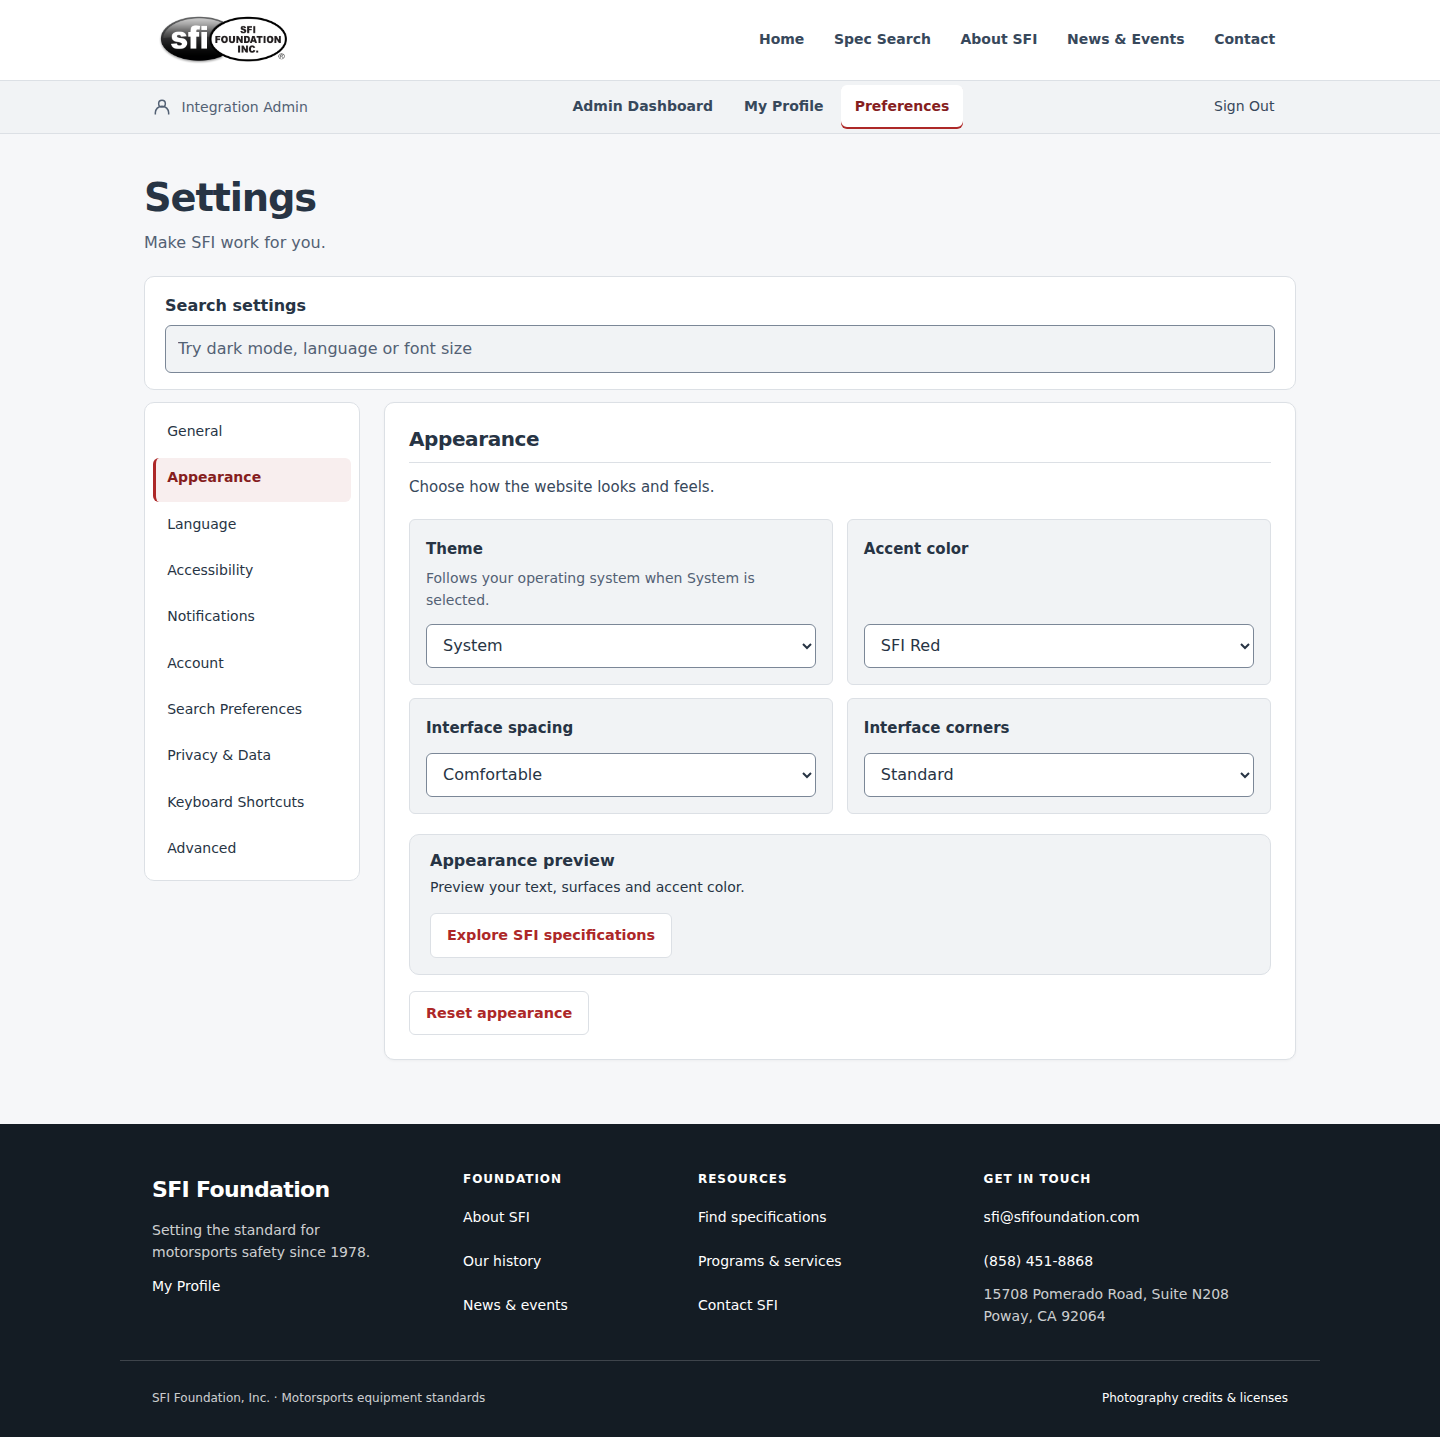 sfi
SFI
FOUNDATION
INC.
®
Home
Spec Search
About SFI
News & Events
Contact
Integration Admin
Admin Dashboard
My Profile
Preferences
Sign Out
Settings
Make SFI work for you.
Search settings
Try dark mode, language or font size
General
Appearance
Language
Accessibility
Notifications
Account
Search Preferences
Privacy & Data
Keyboard Shortcuts
Advanced
Appearance
Choose how the website looks and feels.
Theme
Follows your operating system when System is
selected.
System
Accent color
SFI Red
Interface spacing
Comfortable
Interface corners
Standard
Appearance preview
Preview your text, surfaces and accent color.
Explore SFI specifications
Reset appearance
SFI Foundation
Setting the standard for
motorsports safety since 1978.
My Profile
FOUNDATION
About SFI
Our history
News & events
RESOURCES
Find specifications
Programs & services
Contact SFI
GET IN TOUCH
sfi@sfifoundation.com
(858) 451-8868
15708 Pomerado Road, Suite N208
Poway, CA 92064
SFI Foundation, Inc. · Motorsports equipment standards
Photography credits & licenses